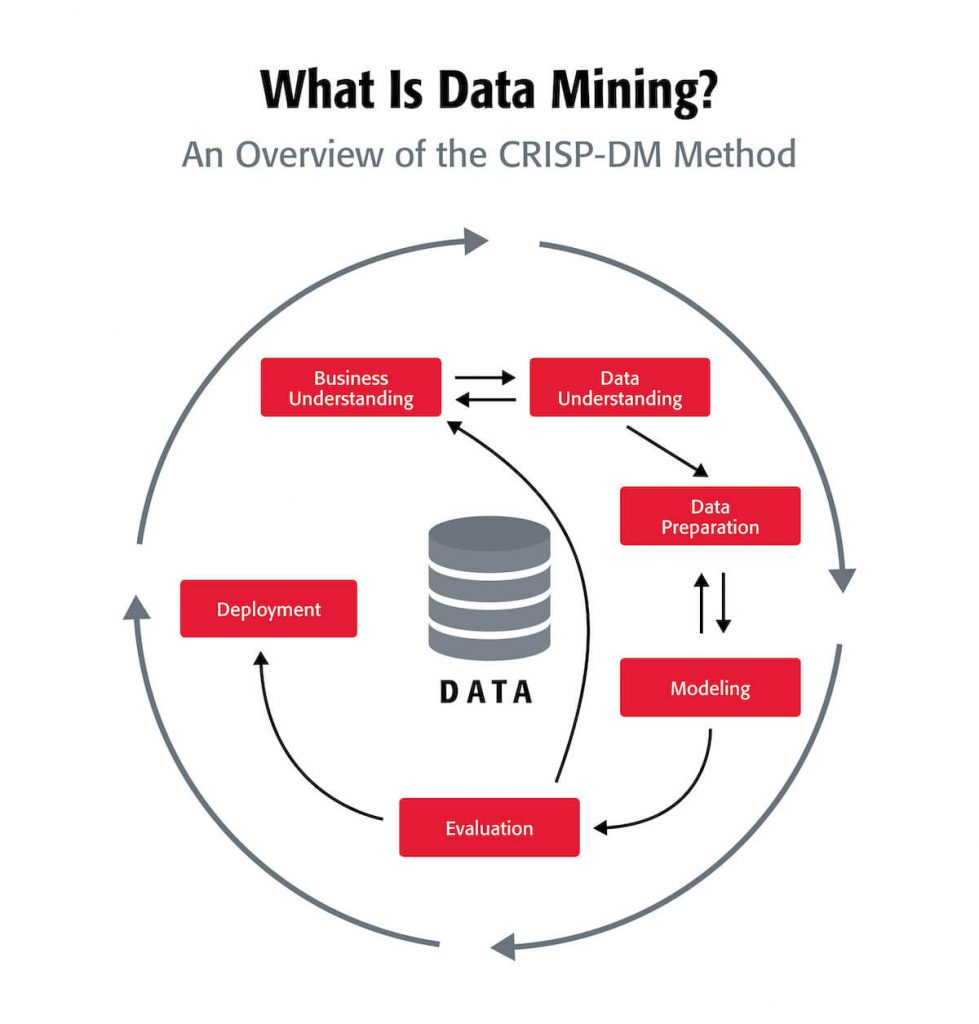 What Is Data Mining?
An Overview of the CRISP-DM Method
Business
Understanding
Data
Understanding
Data
Preparation
Deployment
DATA
Modeling
Evaluation